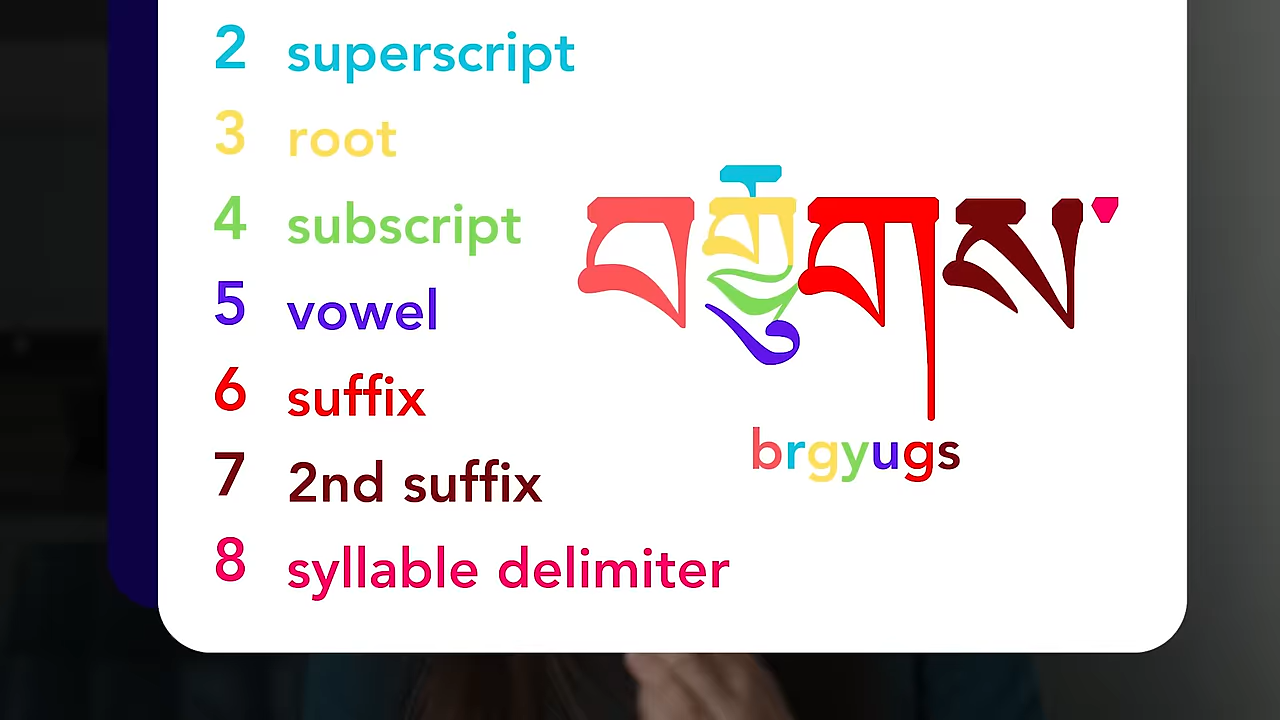 2 superscript
3 root
4 subscript
5 vowel
6 suffix
7 2nd suffix
8 syllable delimiter
བརྒྱུགས་
brgyugs